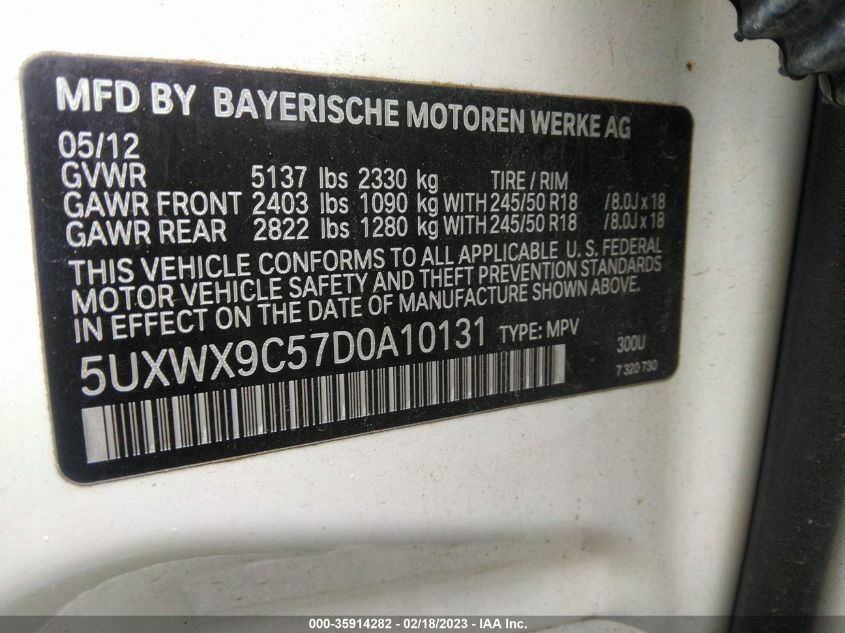 MFD BY BAYERISCHE MOTOREN WERKE AG
05/12
GVWR 5137 lbs 2330 kg TIRE / RIM
GAWR FRONT 2403 lbs 1090 kg WITH 245/50 R18 /8.0J x 18
GAWR REAR 2822 lbs 1280 kg WITH 245/50 R18 /8.0J x 18
THIS VEHICLE CONFORMS TO ALL APPLICABLE U.S. FEDERAL
MOTOR VEHICLE SAFETY AND THEFT PREVENTION STANDARDS
IN EFFECT ON THE DATE OF MANUFACTURE SHOWN ABOVE.
5UXWX9C57D0A10131 TYPE: MPV 300U
7 320 730
000-35914282 - 02/18/2023 - IAA Inc.